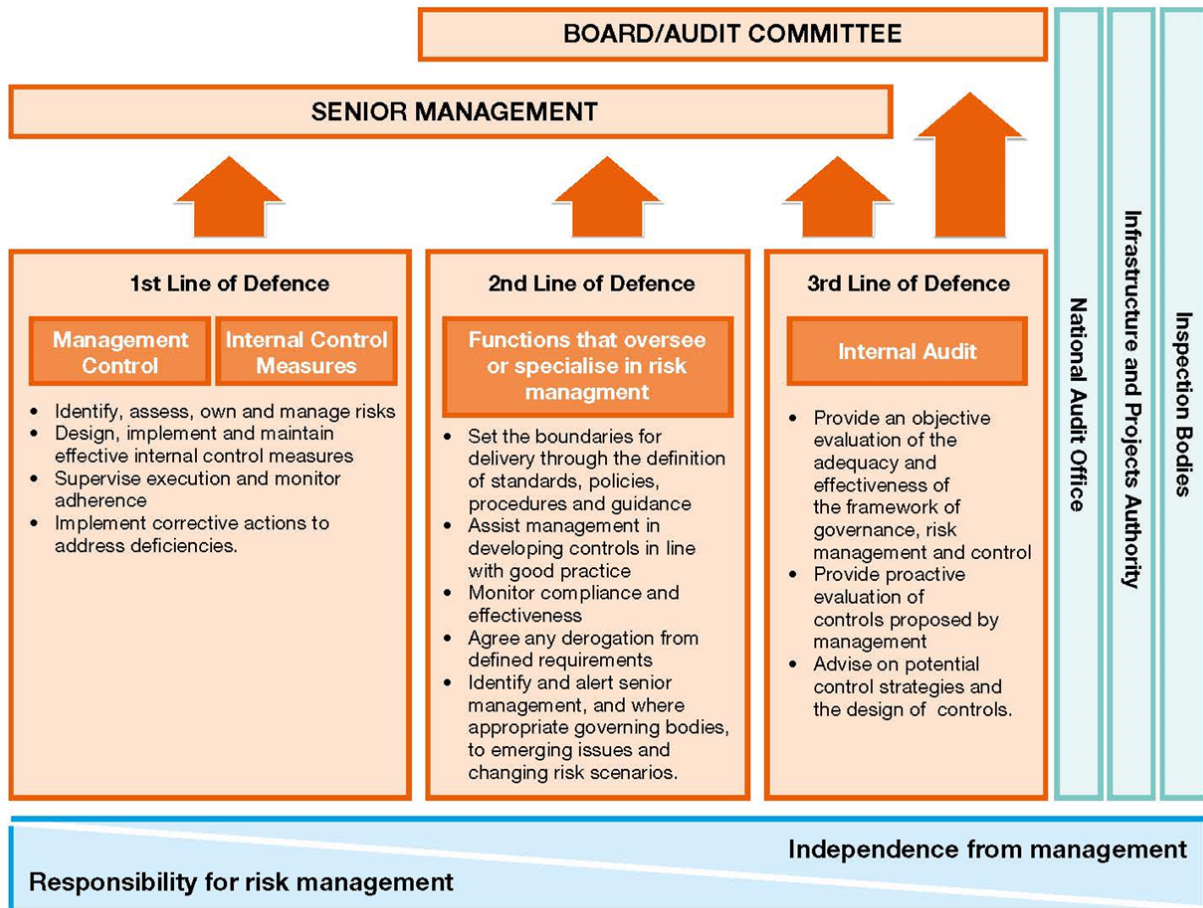 BOARD/AUDIT COMMITTEE
SENIOR MANAGEMENT
1st Line of Defence
Management
Control
Internal Control
Measures
• Identify, assess, own and manage risks
• Design, implement and maintain
effective internal control measures
• Supervise execution and monitor
adherence
• Implement corrective actions to
address deficiencies.
2nd Line of Defence
Functions that oversee
or specialise in risk
managment
• Set the boundaries for
delivery through the definition
of standards, policies,
procedures and guidance
• Assist management in
developing controls in line
with good practice
• Monitor compliance and
effectiveness
• Agree any derogation from
defined requirements
• Identify and alert senior
management, and where
appropriate governing bodies,
to emerging issues and
changing risk scenarios.
3rd Line of Defence
Internal Audit
• Provide an objective
evaluation of the
adequacy and
effectiveness of
the framework of
governance, risk
management and control
• Provide proactive
evaluation of
controls proposed by
management
• Advise on potential
control strategies and
the design of controls.
National Audit Office
Infrastructure and Projects Authority
Inspection Bodies
Independence from management
Responsibility for risk management